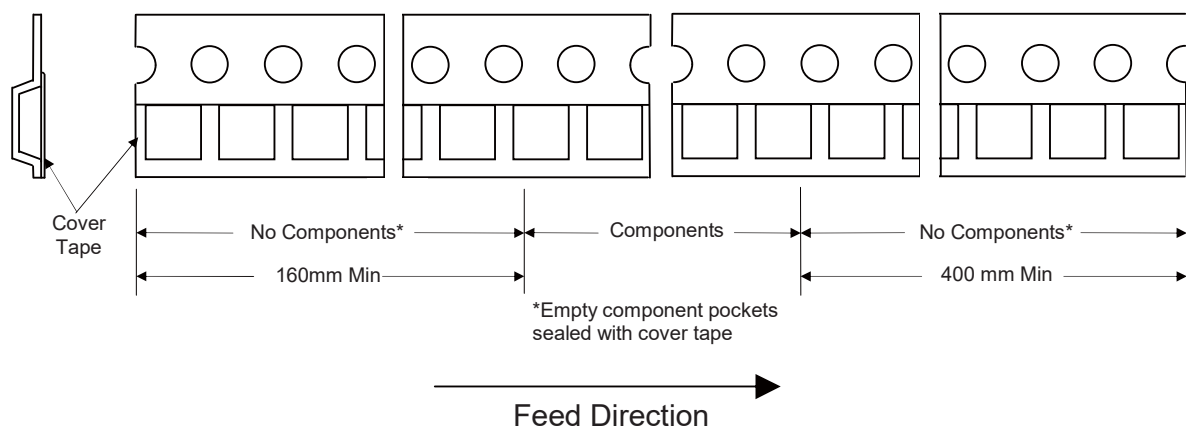 Cover
Tape
No Components*
Components
No Components*
160mm Min
400 mm Min
*Empty component pockets
sealed with cover tape
Feed Direction